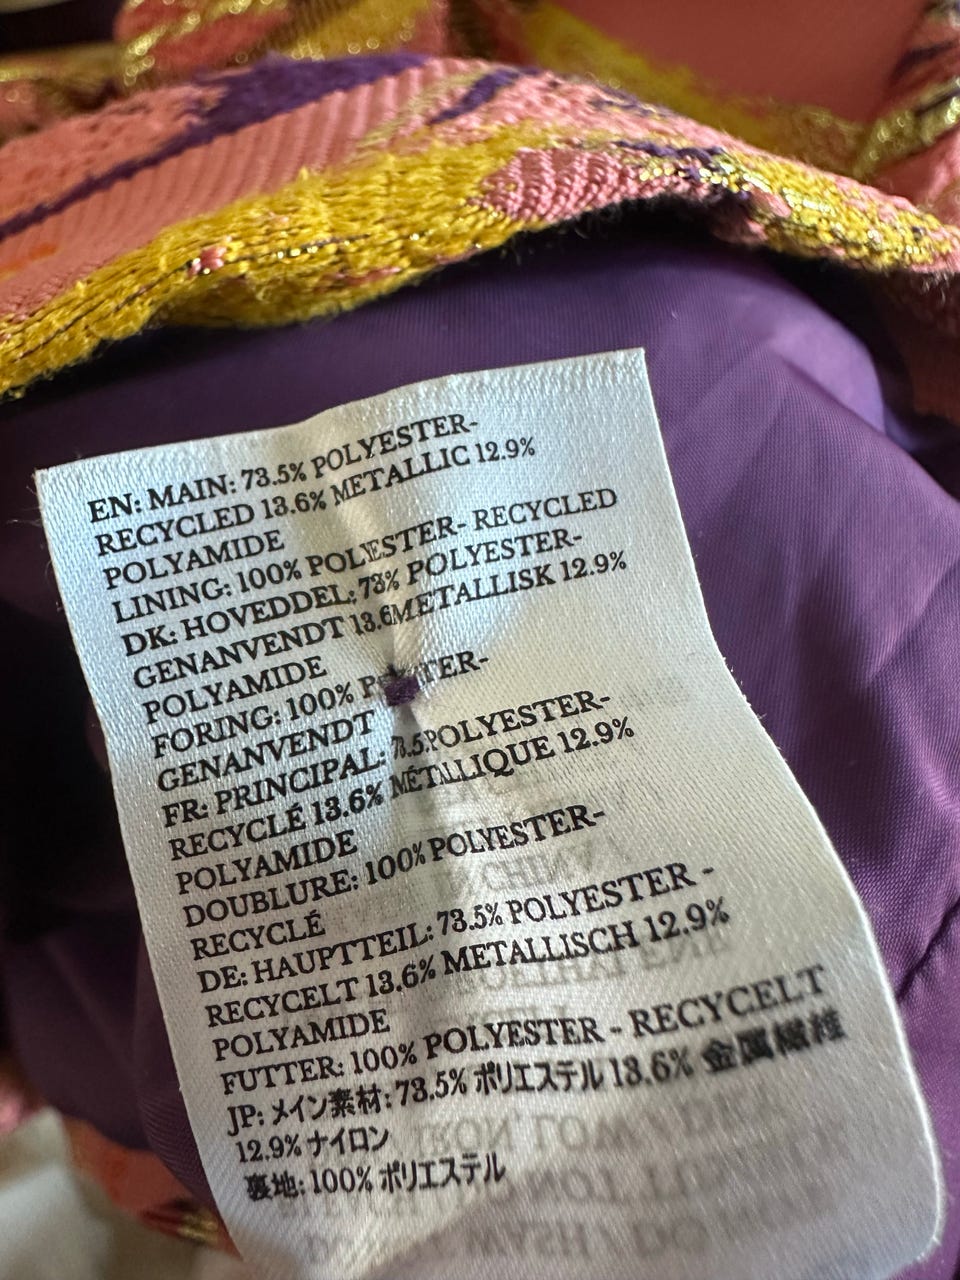 EN: MAIN: 73.5% POLYESTER-
RECYCLED 13.6% METALLIC 12.9%
POLYAMIDE
LINING: 100% POLYESTER- RECYCLED
DK: HOVEDDEL: 73% POLYESTER-
GENANVENDT 13.6METALLISK 12.9%
POLYAMIDE
FORING: 100%
GENANVENDT
FR: PRINCIPAL: 73.5POLYESTER-
RECYCLÉ 13.6% MÉTALLIQUE 12.9%
POLYAMIDE
DOUBLURE: 100% POLYESTER-
RECYCLÉ
DE: HAUPTTEIL: 73.5% POLYESTER -
RECYCELT 13.6% METALLISCH 12.9%
POLYAMIDE
FUTTER: 100% POLYESTER - RECYCELT
JP: メイン素材: 73.5% ポリエステル 13.6% 金属繊維
12.9% ナイロン
裏地: 100% ポリエステル